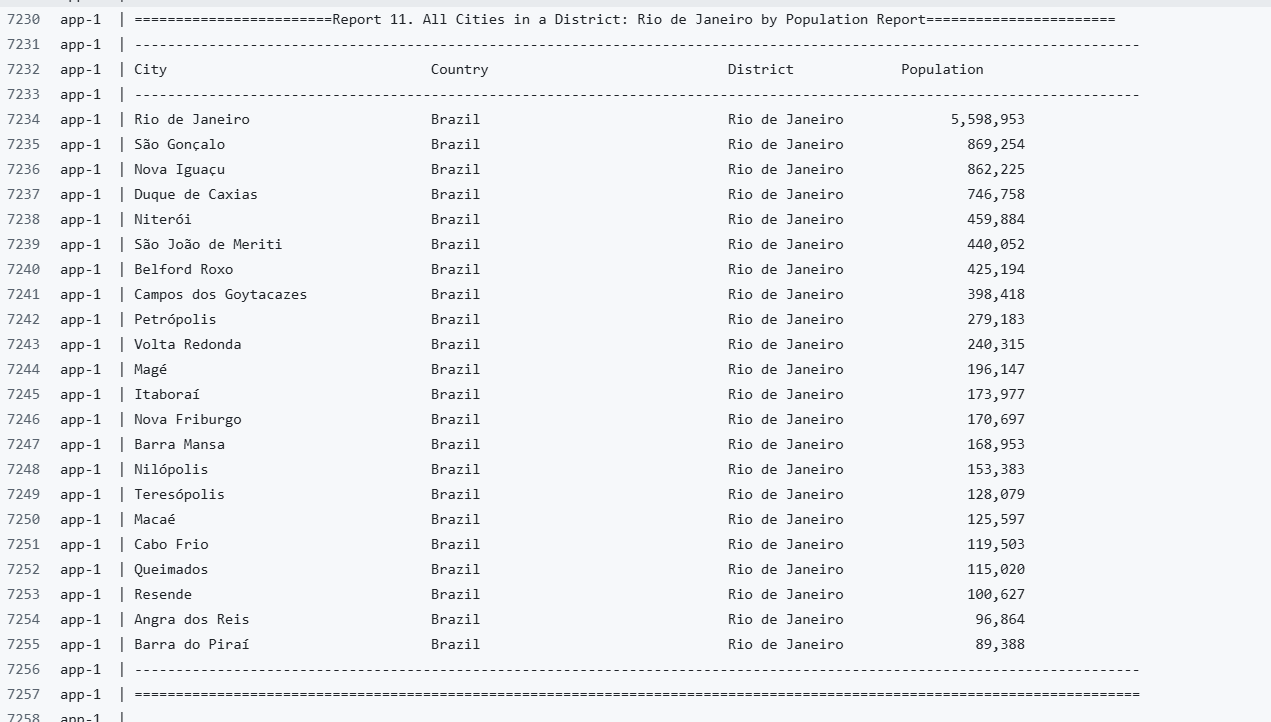 7230 app-1 | ========================Report 11. All Cities in a District: Rio de Janeiro by Population Report=======================
7231 app-1 | --------------------------------------------------------------------------------------------------------------------------
7232 app-1 | City Country District Population
7233 app-1 | --------------------------------------------------------------------------------------------------------------------------
7234 app-1 | Rio de Janeiro Brazil Rio de Janeiro 5,598,953
7235 app-1 | São Gonçalo Brazil Rio de Janeiro 869,254
7236 app-1 | Nova Iguaçu Brazil Rio de Janeiro 862,225
7237 app-1 | Duque de Caxias Brazil Rio de Janeiro 746,758
7238 app-1 | Niterói Brazil Rio de Janeiro 459,884
7239 app-1 | São João de Meriti Brazil Rio de Janeiro 440,052
7240 app-1 | Belford Roxo Brazil Rio de Janeiro 425,194
7241 app-1 | Campos dos Goytacazes Brazil Rio de Janeiro 398,418
7242 app-1 | Petrópolis Brazil Rio de Janeiro 279,183
7243 app-1 | Volta Redonda Brazil Rio de Janeiro 240,315
7244 app-1 | Magé Brazil Rio de Janeiro 196,147
7245 app-1 | Itaboraí Brazil Rio de Janeiro 173,977
7246 app-1 | Nova Friburgo Brazil Rio de Janeiro 170,697
7247 app-1 | Barra Mansa Brazil Rio de Janeiro 168,953
7248 app-1 | Nilópolis Brazil Rio de Janeiro 153,383
7249 app-1 | Teresópolis Brazil Rio de Janeiro 128,079
7250 app-1 | Macaé Brazil Rio de Janeiro 125,597
7251 app-1 | Cabo Frio Brazil Rio de Janeiro 119,503
7252 app-1 | Queimados Brazil Rio de Janeiro 115,020
7253 app-1 | Resende Brazil Rio de Janeiro 100,627
7254 app-1 | Angra dos Reis Brazil Rio de Janeiro 96,864
7255 app-1 | Barra do Piraí Brazil Rio de Janeiro 89,388
7256 app-1 | --------------------------------------------------------------------------------------------------------------------------
7257 app-1 | ==========================================================================================================================
7258 app-1 |